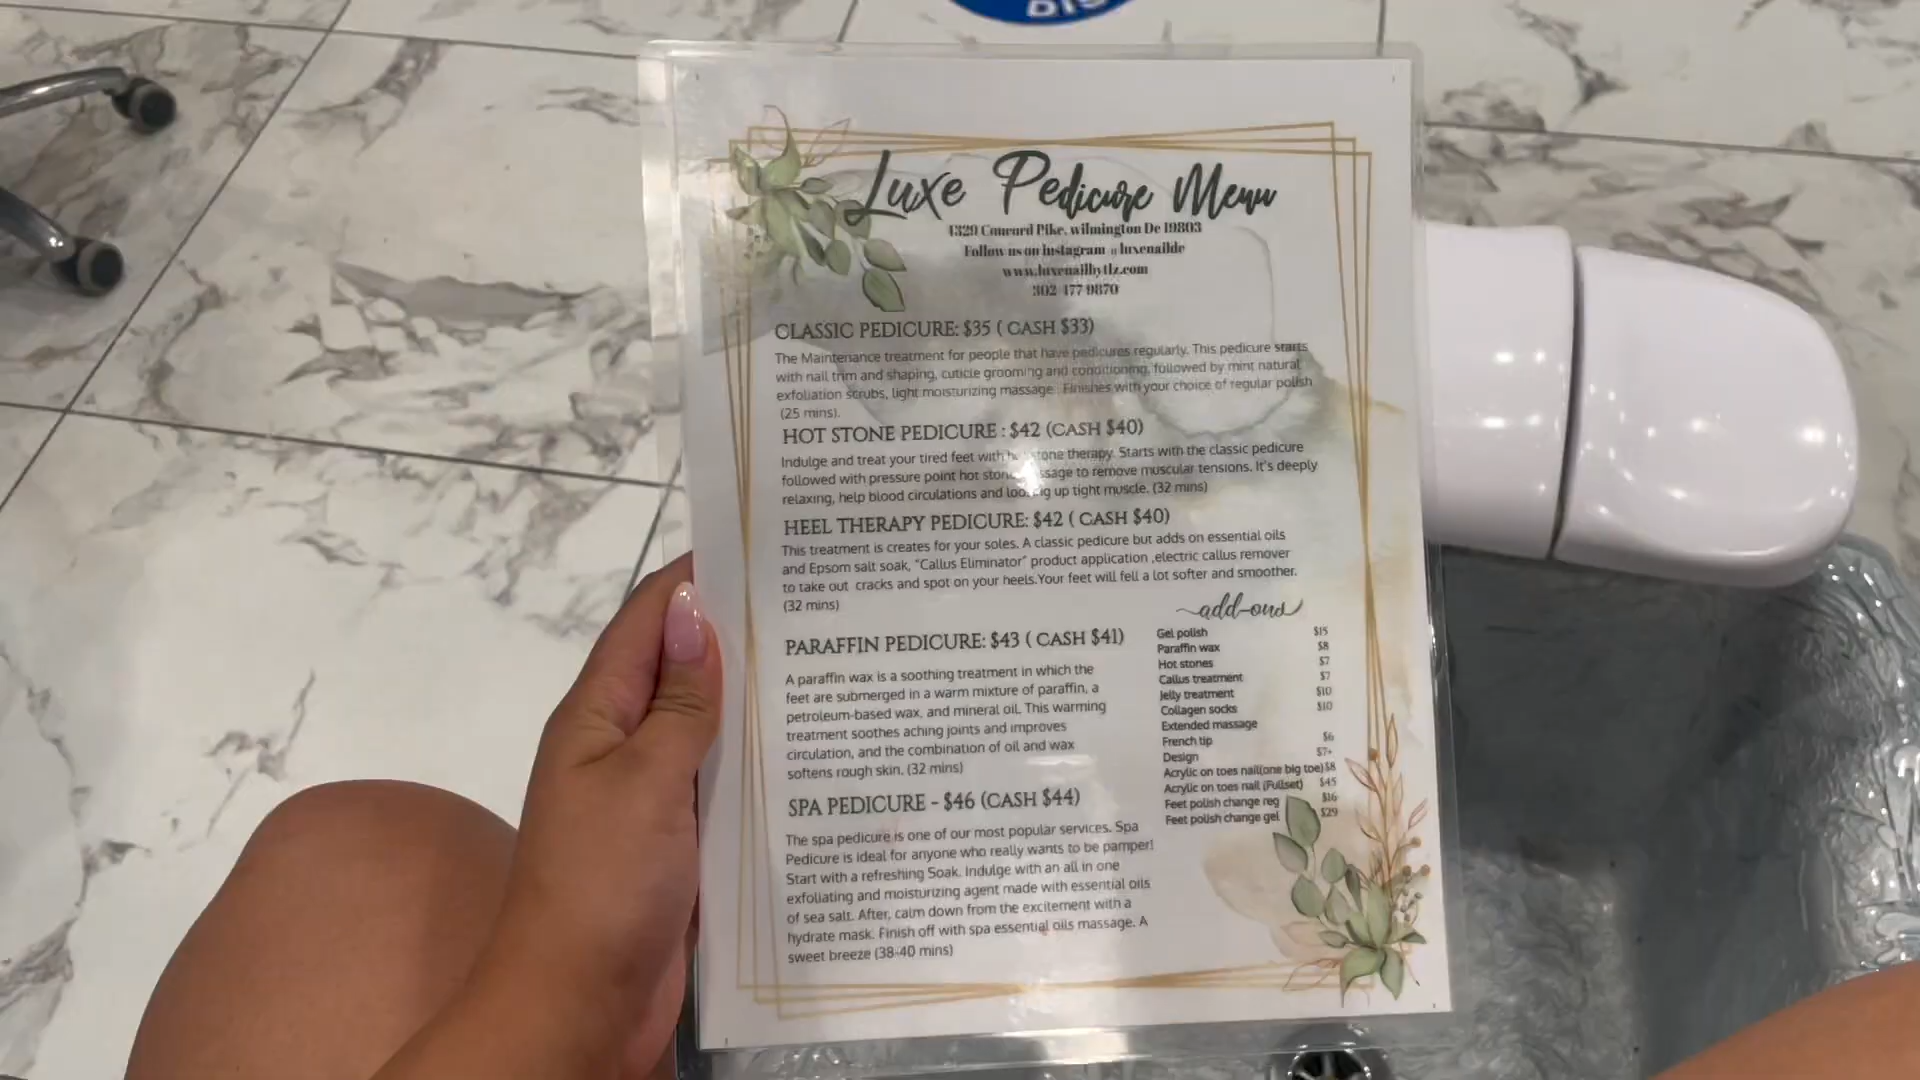 Luxe Pedicure Menu
4329 Concord Pike, wilmington De 19803
Follow us on instagram @luxenailde
www.luxenailbytlz.com
302 477 9870
CLASSIC PEDICURE: $35 ( CASH $33)
The Maintenance treatment for people that have pedicures regularly. This pedicure starts
with nail trim and shaping, cuticle grooming and conditioning, followed by mint natural
exfoliation scrubs, light moisturizing massage. Finishes with your choice of regular polish
(25 mins).
HOT STONE PEDICURE : $42 (CASH $40)
Indulge and treat your tired feet with hot stone therapy. Starts with the classic pedicure
followed with pressure point hot stone massage to remove muscular tensions. It's deeply
relaxing, help blood circulations and loosing up tight muscle. (32 mins)
HEEL THERAPY PEDICURE: $42 ( CASH $40)
This treatment is creates for your soles. A classic pedicure but adds on essential oils
and Epsom salt soak, "Callus Eliminator" product application ,electric callus remover
to take out cracks and spot on your heels.Your feet will fell a lot softer and smoother.
(32 mins)
PARAFFIN PEDICURE: $43 ( CASH $41)
A paraffin wax is a soothing treatment in which the
feet are submerged in a warm mixture of paraffin, a
petroleum-based wax, and mineral oil. This warming
treatment soothes aching joints and improves
circulation, and the combination of oil and wax
softens rough skin. (32 mins)
SPA PEDICURE - $46 (CASH $44)
The spa pedicure is one of our most popular services. Spa
Pedicure is ideal for anyone who really wants to be pamper!
Start with a refreshing Soak. Indulge with an all in one
exfoliating and moisturizing agent made with essential oils
of sea salt. After, calm down from the excitement with a
hydrate mask. Finish off with spa essential oils massage. A
sweet breeze (38-40 mins)
add-ons
Gel polish $15
Paraffin wax $8
Hot stones $7
Callus treatment $7
Jelly treatment $10
Collagen socks $10
Extended massage
French tip $6
Design $7+
Acrylic on toes nail(one big toe) $8
Acrylic on toes nail (Fullset) $45
Feet polish change reg $16
Feet polish change gel $29